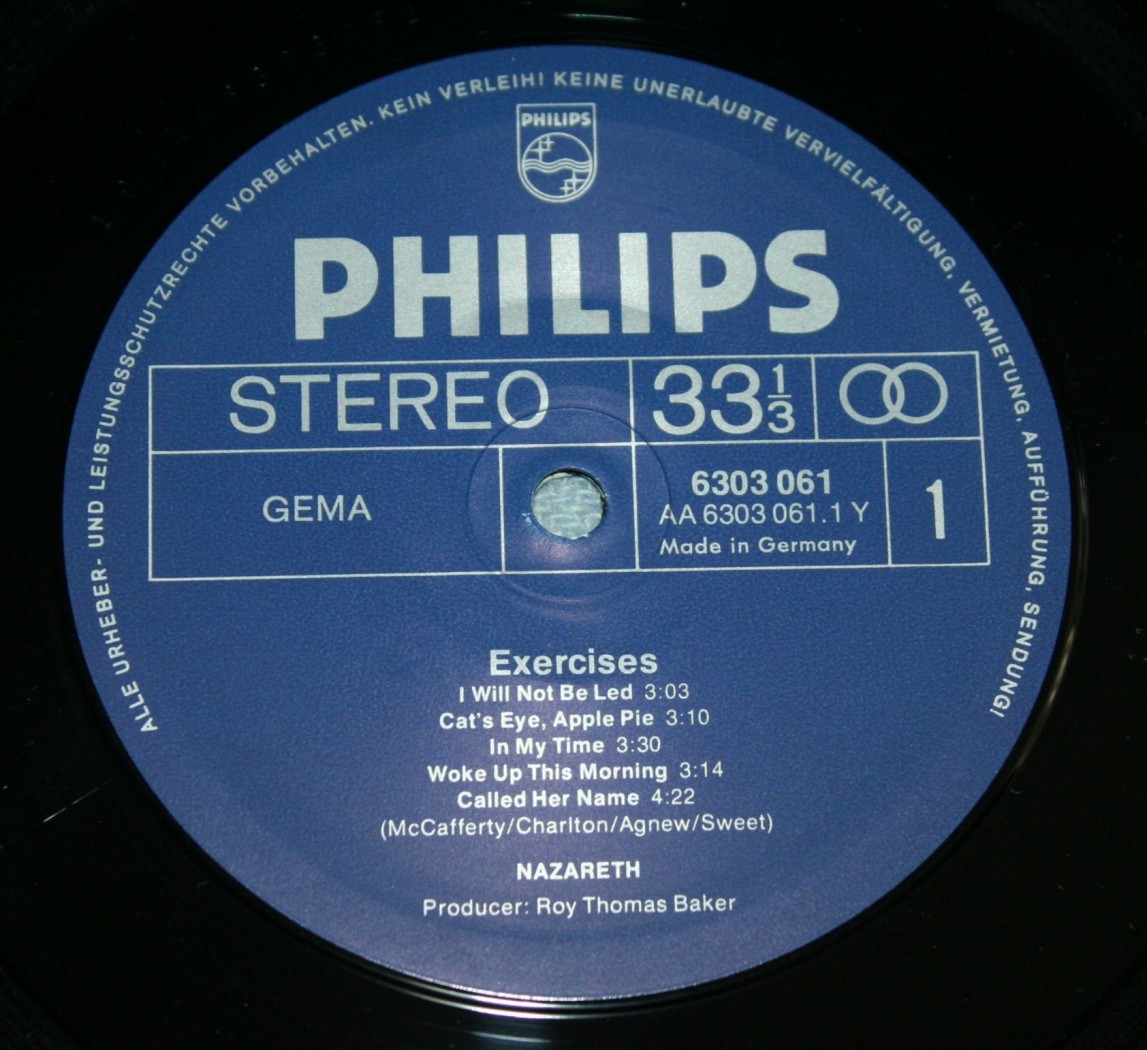 ALLE URHEBER- UND LEISTUNGSSCHUTZRECHTE VORBEHALTEN. KEIN VERLEIH! KEINE UNERLAUBTE VERVIELFÄLTIGUNG, VERMIETUNG, AUFFÜHRUNG, SENDUNG!
PHILIPS
PHILIPS
STEREO 33 1/3
GEMA
6303 061
AA 6303 061.1 Y
Made in Germany
1
Exercises
I Will Not Be Led 3:03
Cat's Eye, Apple Pie 3:10
In My Time 3:30
Woke Up This Morning 3:14
Called Her Name 4:22
(McCafferty/Charlton/Agnew/Sweet)
NAZARETH
Producer: Roy Thomas Baker